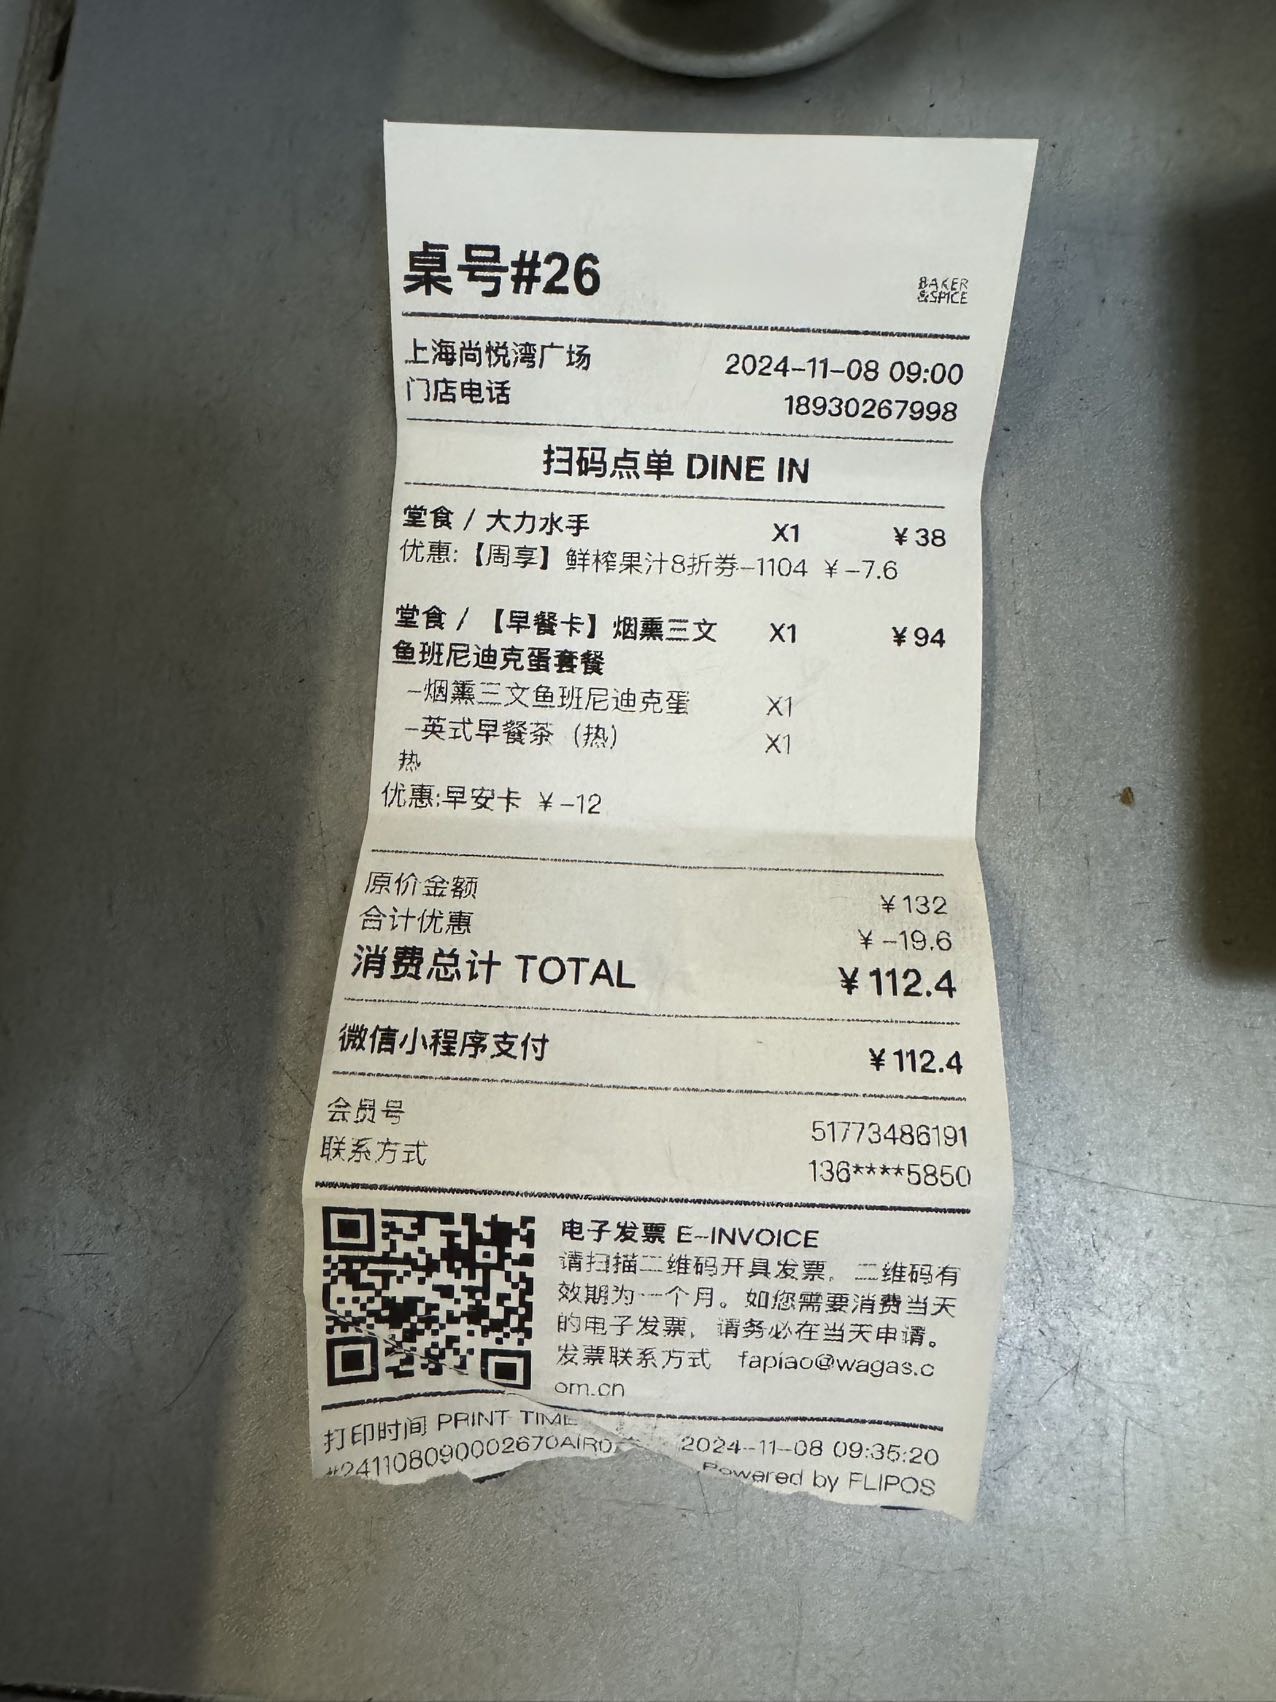 桌号#26
BAKER
&SPICE
上海尚悦湾广场 2024-11-08 09:00
门店电话 18930267998
扫码点单 DINE IN
堂食 / 大力水手 X1 ¥38
优惠:【周享】鲜榨果汁8折券-1104 ¥-7.6
堂食 / 【早餐卡】烟熏三文 X1 ¥94
鱼班尼迪克蛋套餐
-烟熏三文鱼班尼迪克蛋 X1
-英式早餐茶（热） X1
热
优惠:早安卡 ¥-12
原价金额 ¥132
合计优惠 ¥-19.6
消费总计 TOTAL ¥112.4
微信小程序支付 ¥112.4
会员号 51773486191
联系方式 136****5850
电子发票 E-INVOICE
请扫描二维码开具发票，二维码有
效期为一个月。如您需要消费当天
的电子发票，请务必在当天申请。
发票联系方式 fapiao@wagas.c
om.cn
打印时间 PRINT TIME 2024-11-08 09:35:20
#241108090002670AIR0 Powered by FLIPOS